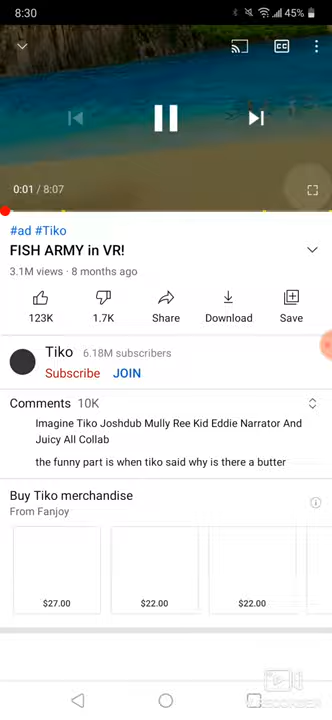 8:30
45%
CC
0:01 / 8:07
#ad #Tiko
FISH ARMY in VR!
3.1M views · 8 months ago
123K
1.7K
Share
Download
Save
Tiko 6.18M subscribers
Subscribe JOIN
Comments 10K
Imagine Tiko Joshdub Mully Ree Kid Eddie Narrator And
Juicy All Collab
the funny part is when tiko said why is there a butter
Buy Tiko merchandise
From Fanjoy
$27.00
$22.00
$22.00